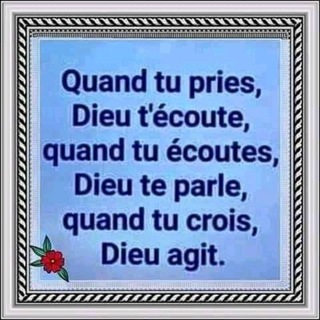 Quand tu pries,
Dieu t'écoute,
quand tu écoutes,
Dieu te parle,
quand tu crois,
Dieu agit.